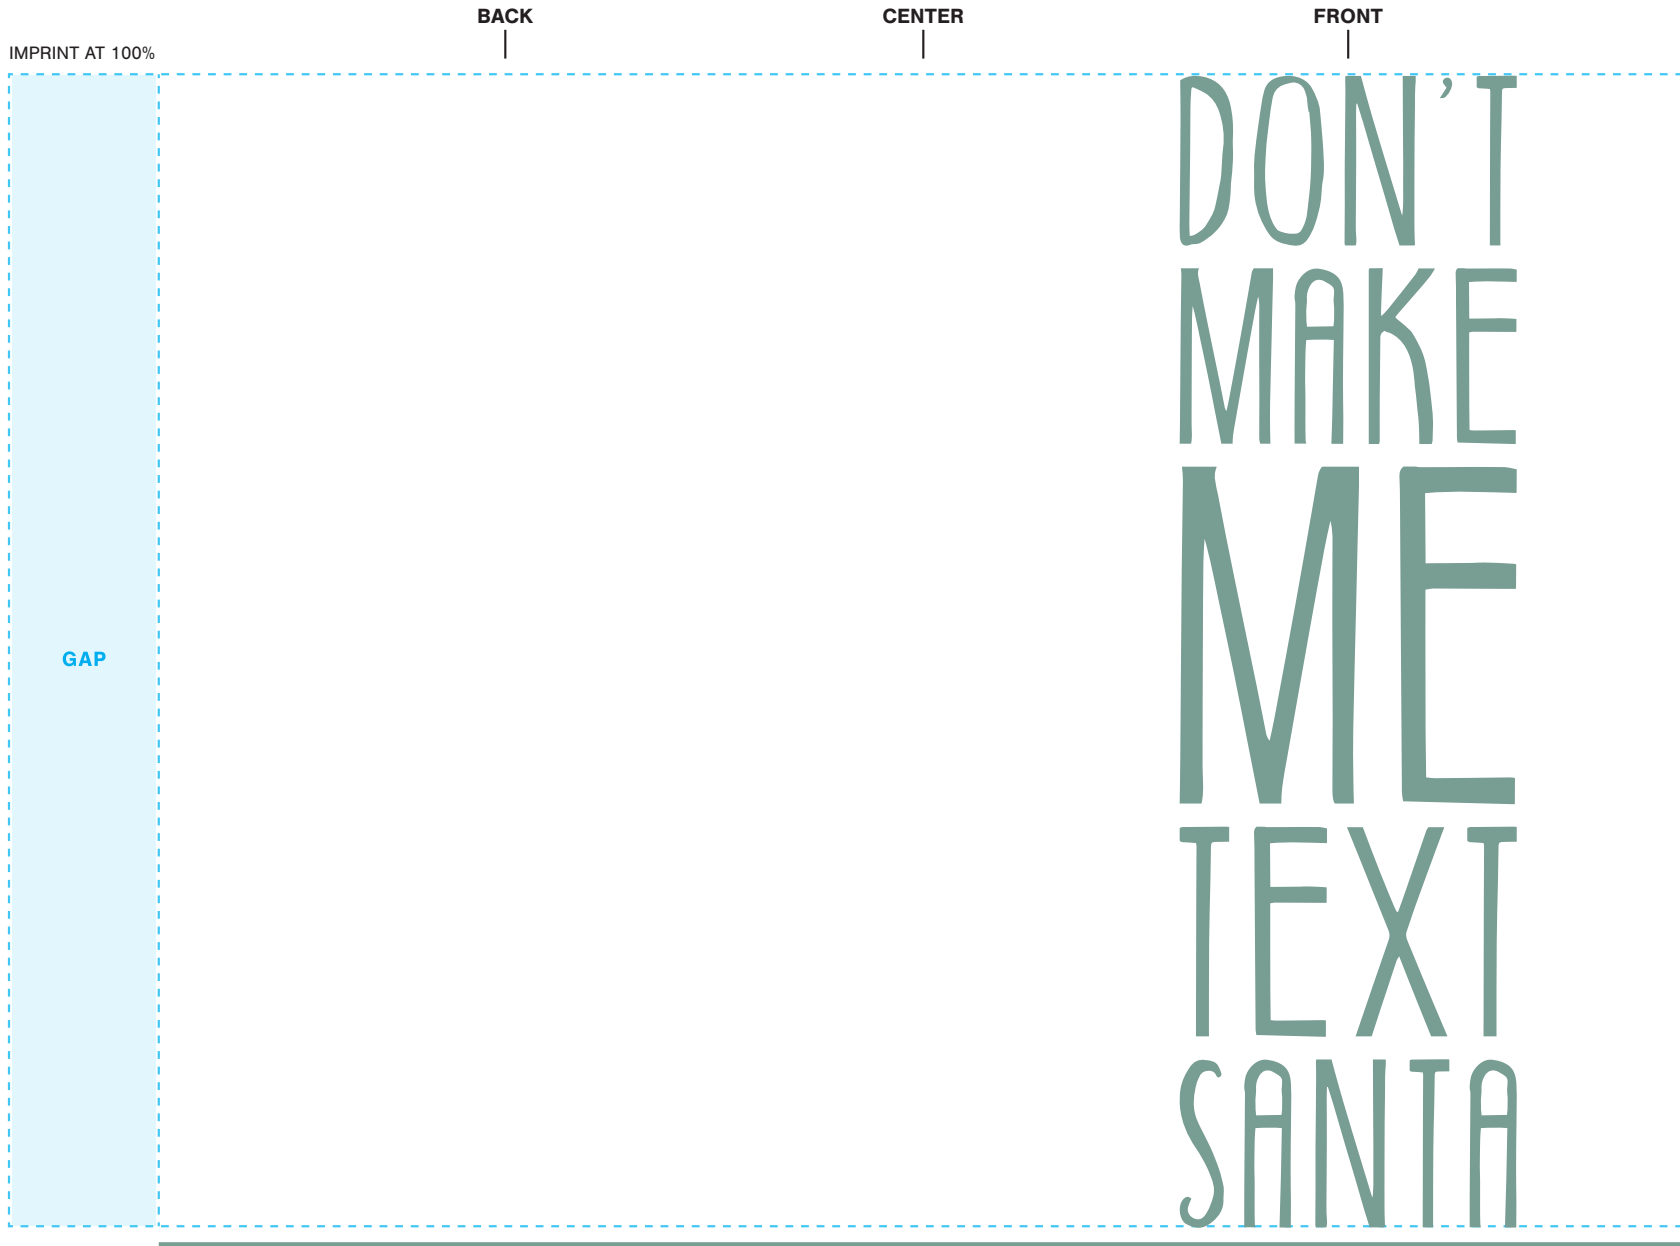 BACK CENTER FRONT
IMPRINT AT 100%
DON’T
MAKE
ME
TEXT
SANTA
GAP